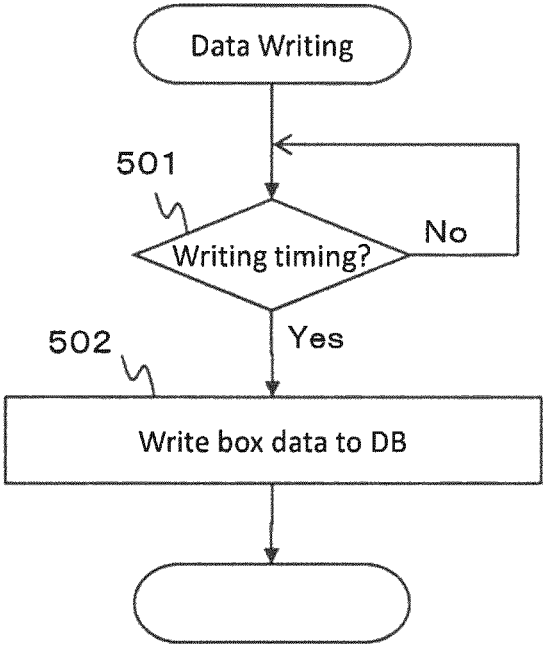 Data Writing
501
Writing timing?
No
Yes
502
Write box data to DB